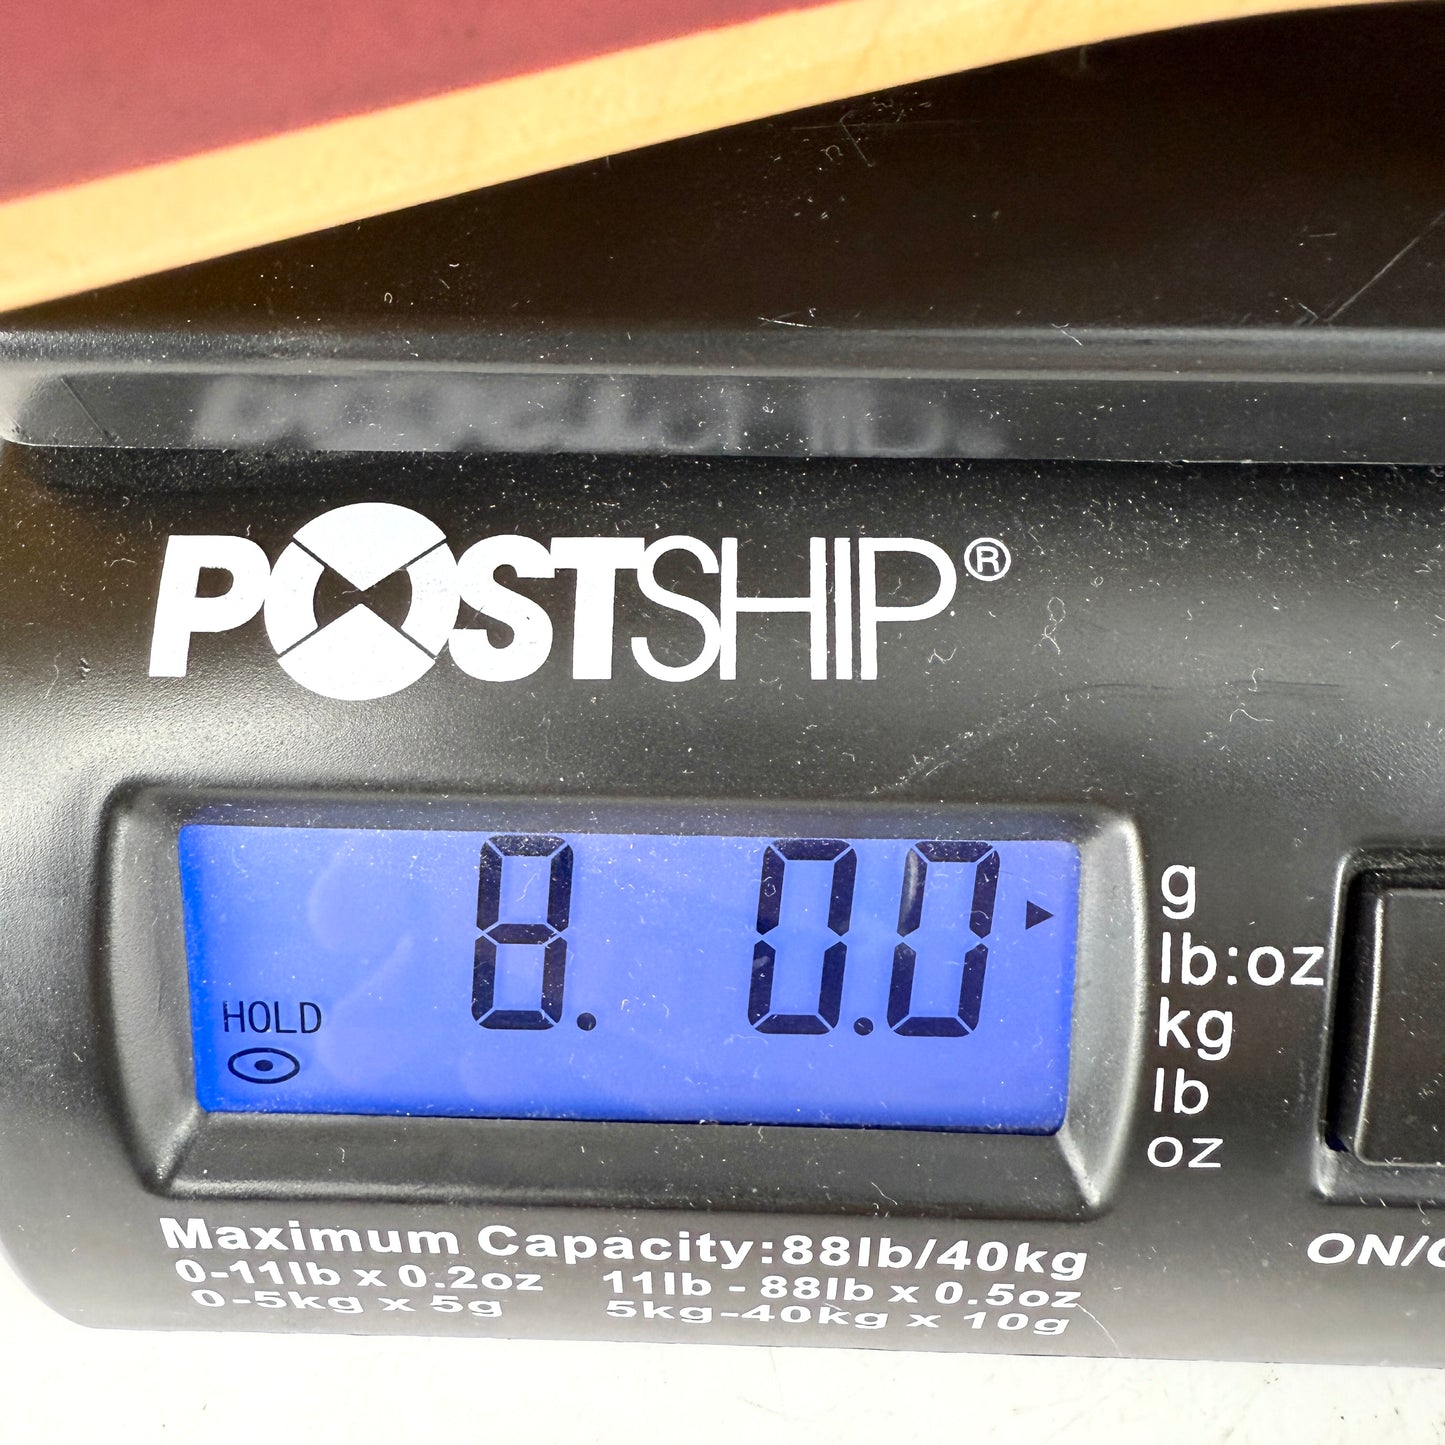 POSTSHIP®
8. 0.0
HOLD
g
lb:oz
kg
lb
oz
Maximum Capacity:88lb/40kg
0-11lb x 0.2oz 11lb - 88lb x 0.5oz
0-5kg x 5g 5kg-40kg x 10g